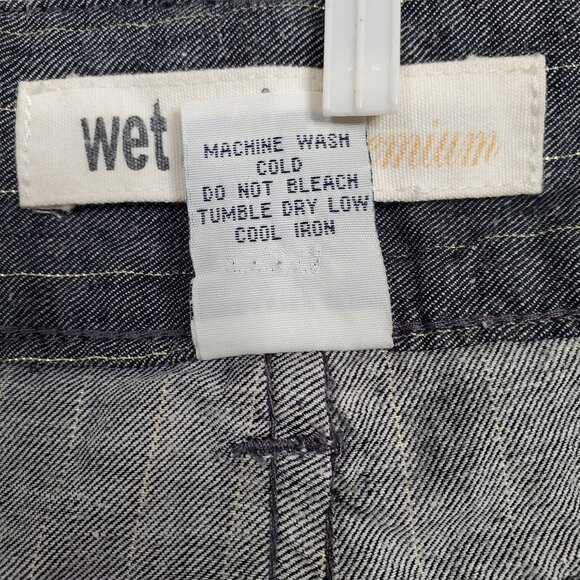 wet
MACHINE WASH
COLD
DO NOT BLEACH
TUMBLE DRY LOW
COOL IRON